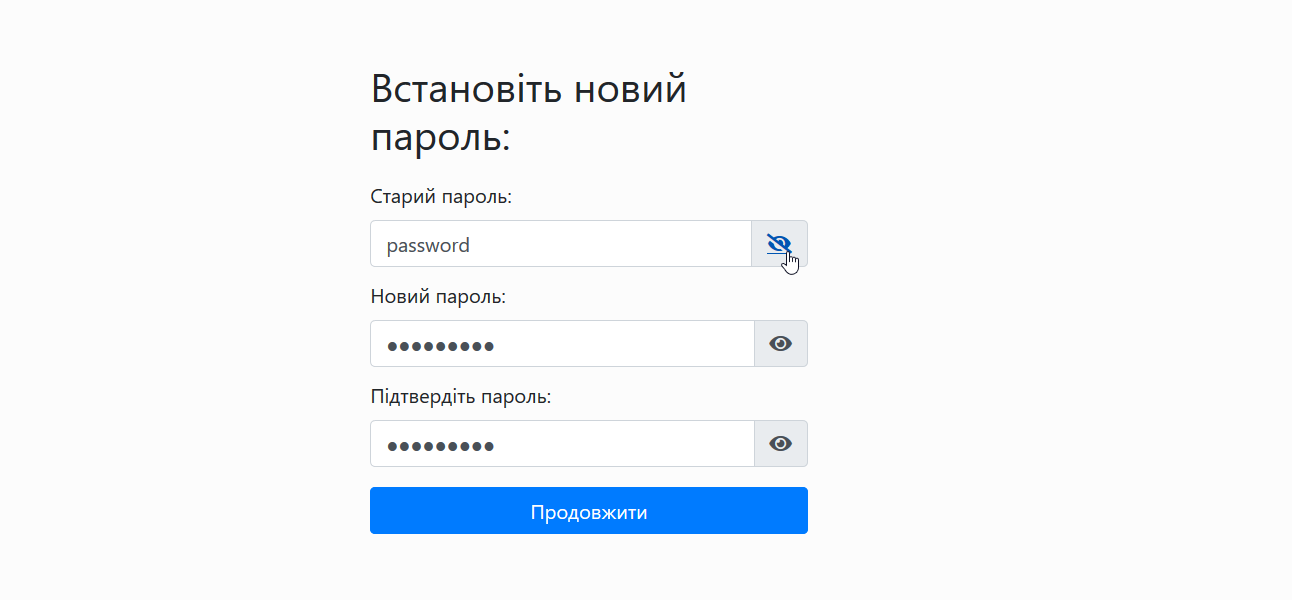 Встановіть новий
пароль:
Старий пароль:
password
Новий пароль:
●●●●●●●●●
Підтвердіть пароль:
●●●●●●●●●
Продовжити